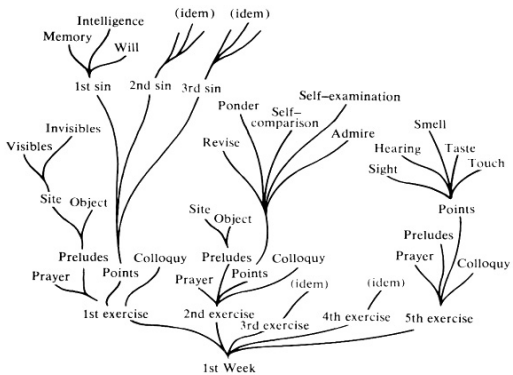 Intelligence
(idem)
(idem)
Memory
Will
1st sin
2nd sin
3rd sin
Self-examination
Ponder
Self-
comparison
Smell
Invisibles
Admire
Hearing
Taste
Visibles
Revise
Touch
Sight
Site
Object
Site
Object
Points
Preludes
Preludes
Colloquy
Preludes
Colloquy
Prayer
Colloquy
Prayer
Points
Prayer
Points
(idem)
(idem)
1st exercise
2nd exercise
3rd exercise
4th exercise
5th exercise
1st Week